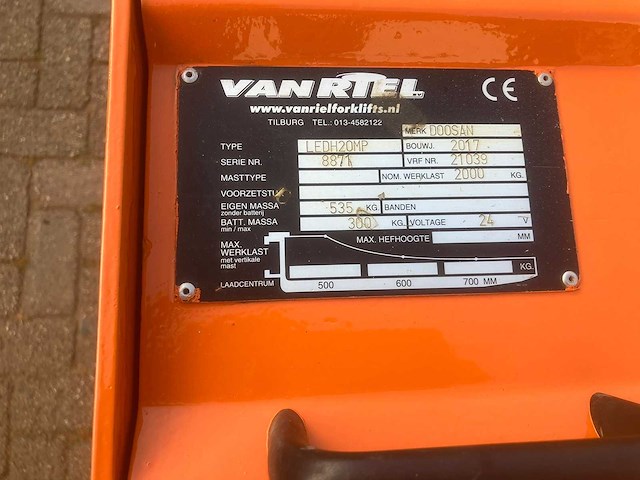 VAN RIEL
www.vanrielforklifts.nl
TILBURG TEL.: 013-4582122
CE
MERK DOOSAN
TYPE LEDH20MP BOUWJ. 2017
SERIE NR. 8871 VRF NR. 21039
MASTTYPE NOM. WERKLAST 2000 KG.
VOORZETSTUK
EIGEN MASSA 535 KG. BANDEN
zonder batterij
BATT. MASSA 300 KG. VOLTAGE 24 V
min / max
MAX. HEFHOOGTE MM
MAX.
WERKLAST
met vertikale
mast
KG.
LAADCENTRUM 500 600 700 MM